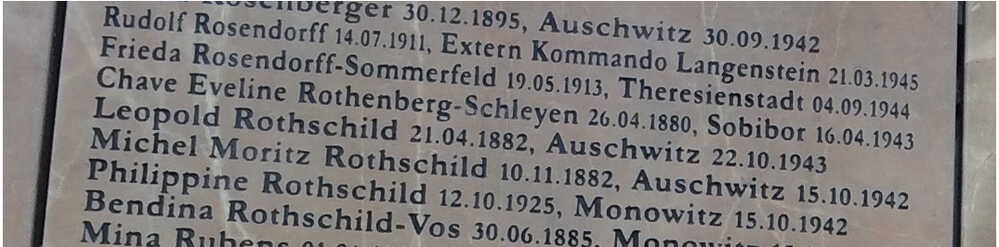 Rosenberger 30.12.1895, Auschwitz 30.09.1942
Rudolf Rosendorff 14.07.1911, Extern Kommando Langenstein 21.03.1945
Frieda Rosendorff-Sommerfeld 19.05.1913, Theresienstadt 04.09.1944
Chave Eveline Rothenberg-Schleyen 26.04.1880, Sobibor 16.04.1943
Leopold Rothschild 21.04.1882, Auschwitz 22.10.1943
Michel Moritz Rothschild 10.11.1882, Auschwitz 15.10.1942
Philippine Rothschild 12.10.1925, Monowitz 15.10.1942
Bendina Rothschild-Vos 30.06.1885, Monowitz
Mina Rubens